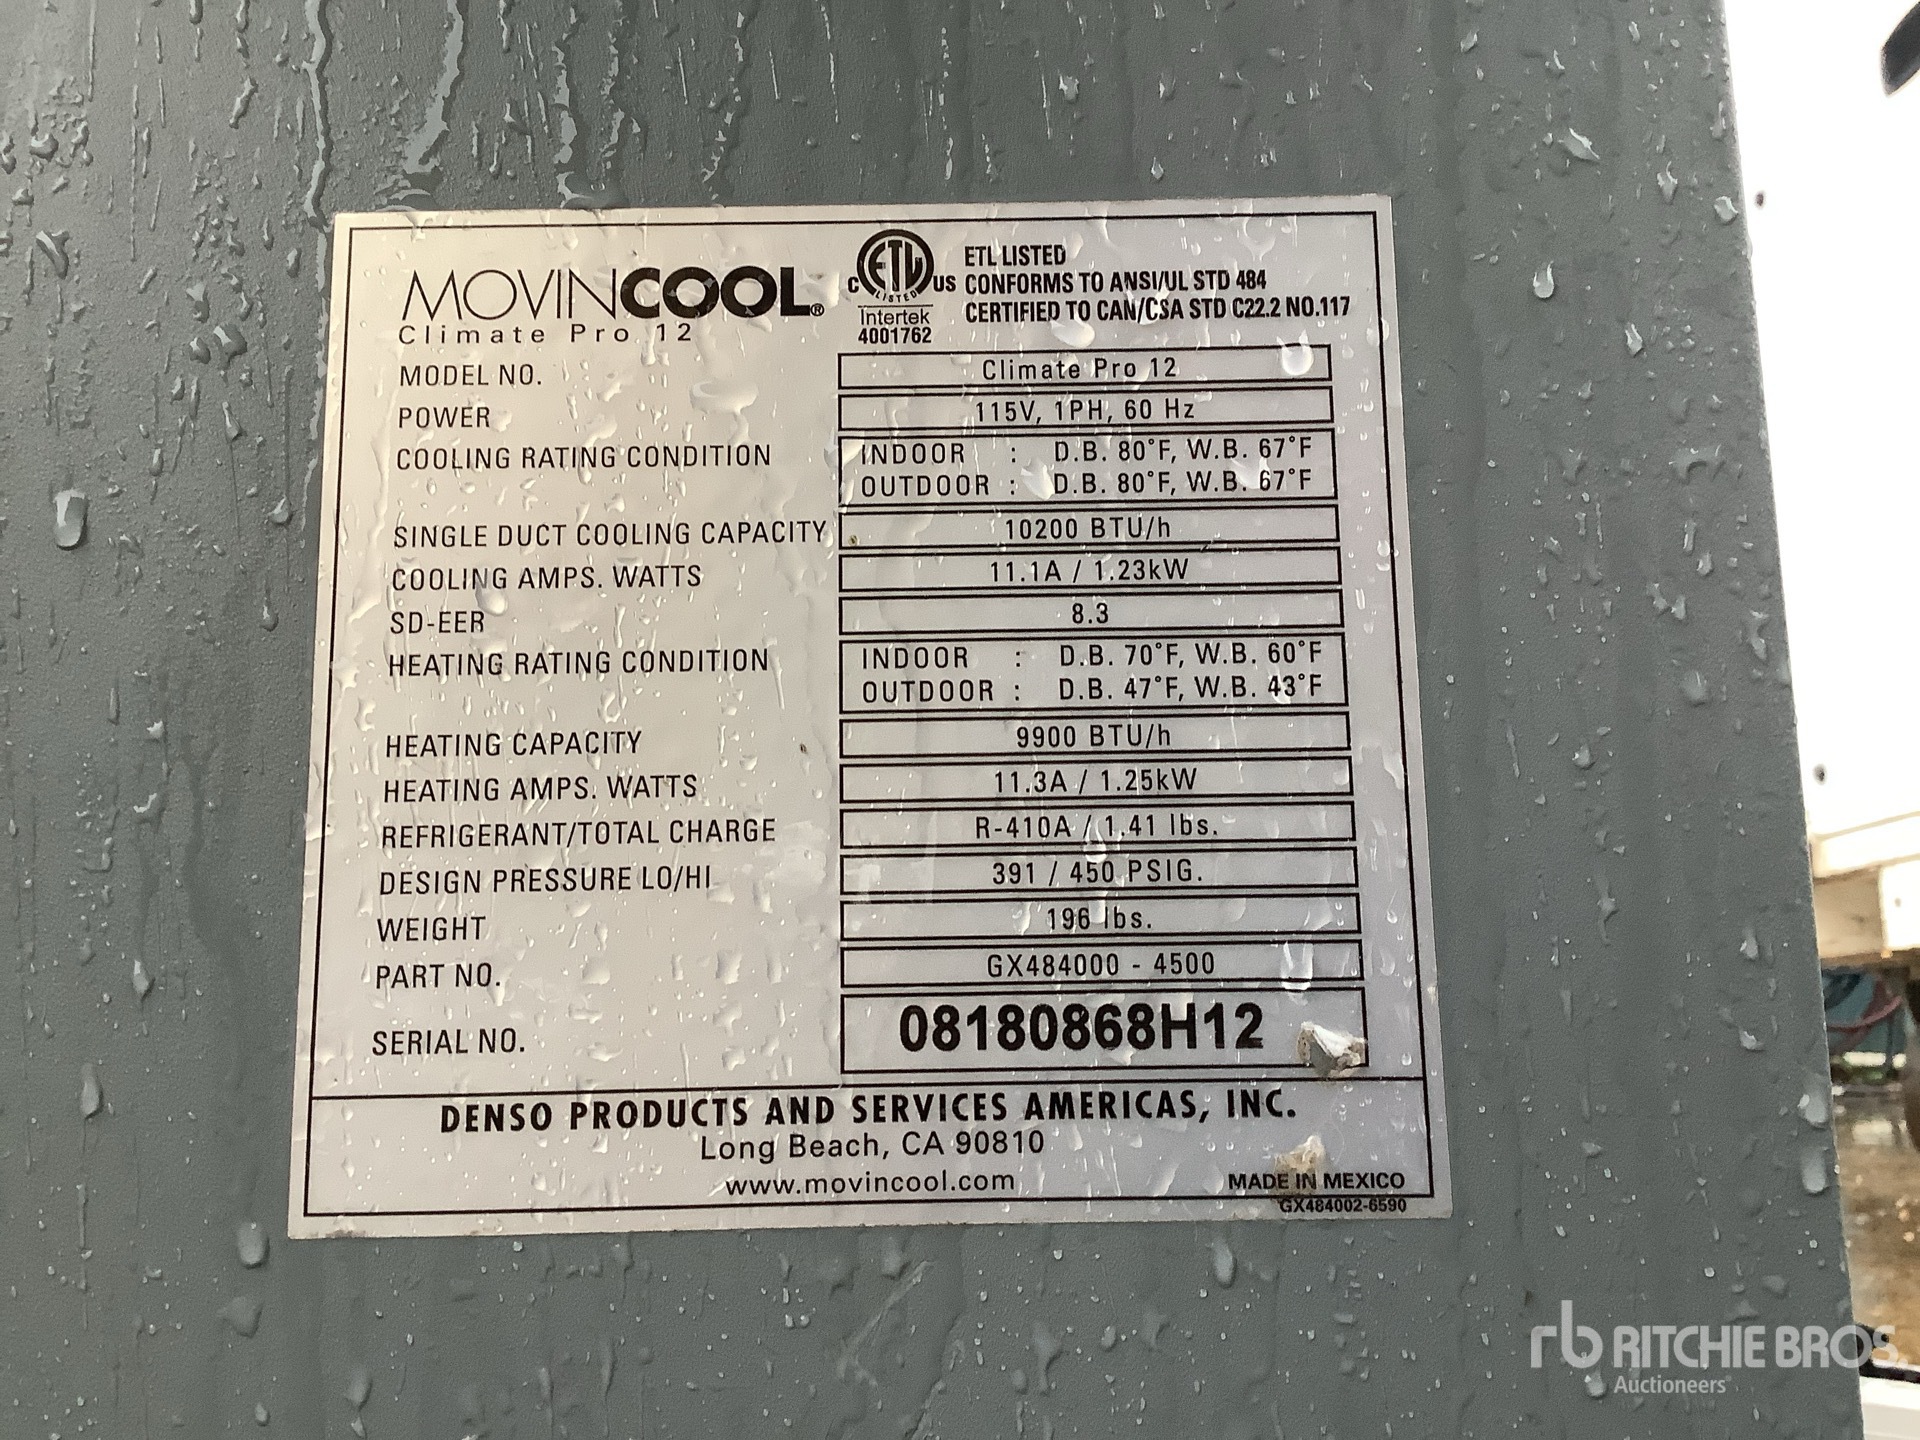 MOVINCOOL®
Climate Pro 12
C ETL LISTED US
Intertek
4001762
ETL LISTED
CONFORMS TO ANSI/UL STD 484
CERTIFIED TO CAN/CSA STD C22.2 NO.117
MODEL NO. Climate Pro 12
POWER 115V, 1PH, 60 Hz
COOLING RATING CONDITION INDOOR : D.B. 80°F, W.B. 67°F
OUTDOOR : D.B. 80°F, W.B. 67°F
SINGLE DUCT COOLING CAPACITY 10200 BTU/h
COOLING AMPS. WATTS 11.1A / 1.23kW
SD-EER 8.3
HEATING RATING CONDITION INDOOR : D.B. 70°F, W.B. 60°F
OUTDOOR : D.B. 47°F, W.B. 43°F
HEATING CAPACITY 9900 BTU/h
HEATING AMPS. WATTS 11.3A / 1.25kW
REFRIGERANT/TOTAL CHARGE R-410A / 1.41 lbs.
DESIGN PRESSURE LO/HI 391 / 450 PSIG.
WEIGHT 196 lbs.
PART NO. GX484000 - 4500
SERIAL NO. 08180868H12
DENSO PRODUCTS AND SERVICES AMERICAS, INC.
Long Beach, CA 90810
www.movincool.com
MADE IN MEXICO
GX484002-6590
rb RITCHIE BROS.
Auctioneers